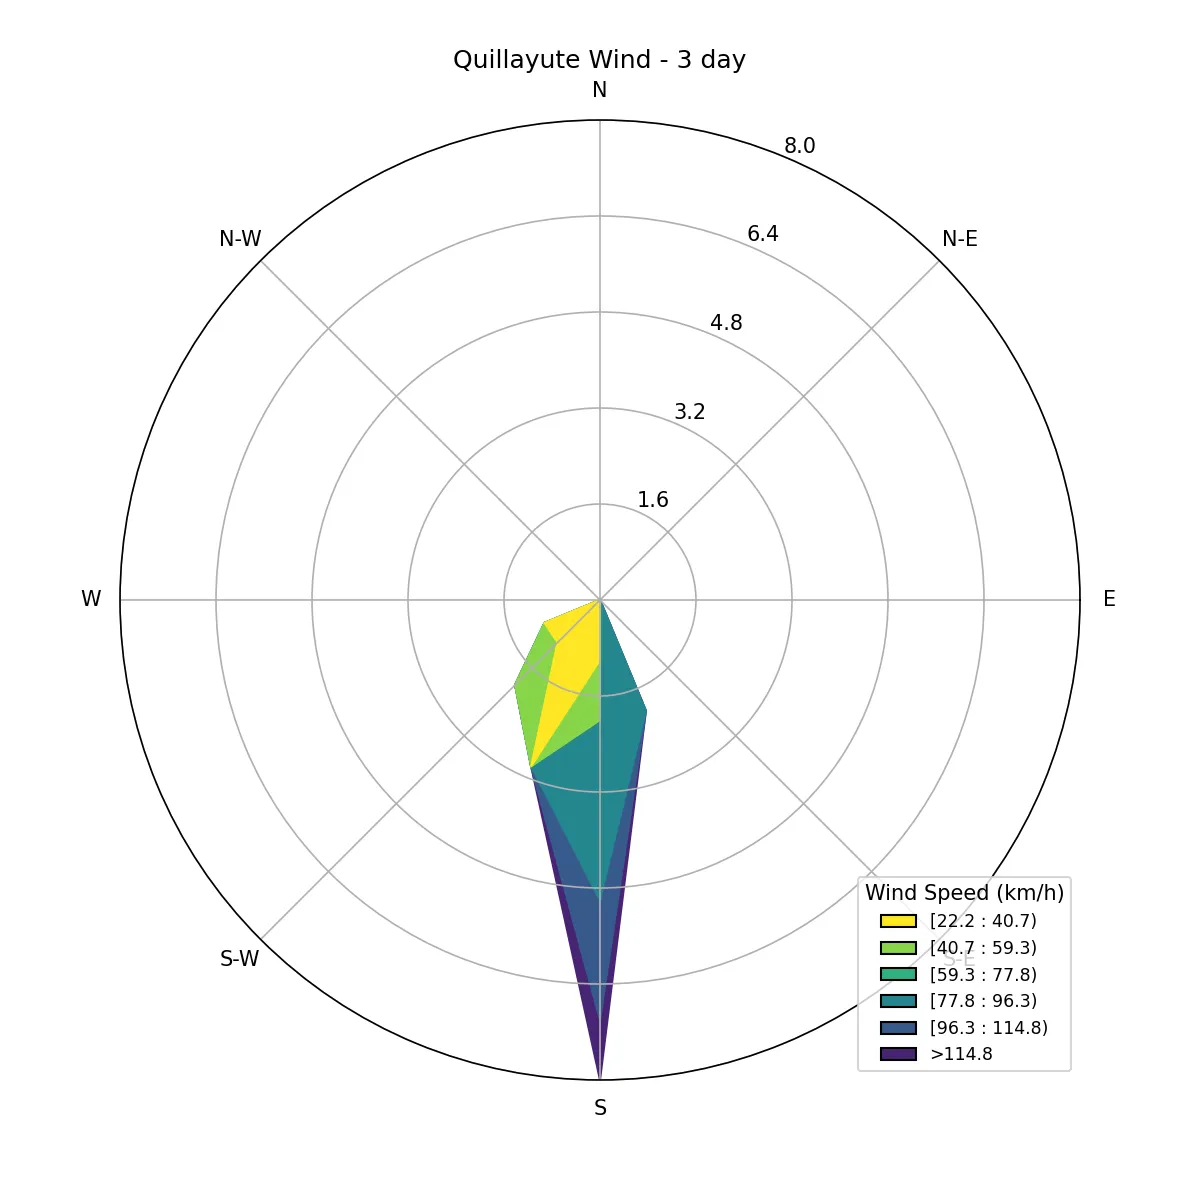 Quillayute Wind - 3 day
N
8.0
N-W
6.4
N-E
4.8
3.2
1.6
W
E
Wind Speed (km/h)
[22.2 : 40.7)
[40.7 : 59.3)
S-W
S-E
[59.3 : 77.8)
[77.8 : 96.3)
[96.3 : 114.8)
>114.8
S